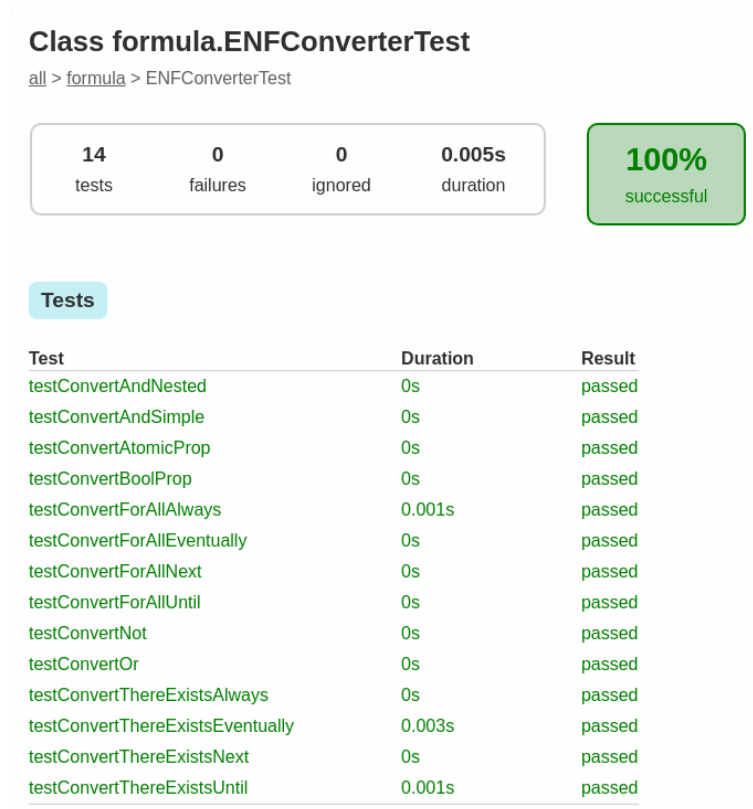 Class formula.ENFConverterTest
all > formula > ENFConverterTest
14 0 0 0.005s
tests failures ignored duration
100%
successful
Tests
Test Duration Result
testConvertAndNested 0s passed
testConvertAndSimple 0s passed
testConvertAtomicProp 0s passed
testConvertBoolProp 0s passed
testConvertForAllAlways 0.001s passed
testConvertForAllEventually 0s passed
testConvertForAllNext 0s passed
testConvertForAllUntil 0s passed
testConvertNot 0s passed
testConvertOr 0s passed
testConvertThereExistsAlways 0s passed
testConvertThereExistsEventually 0.003s passed
testConvertThereExistsNext 0s passed
testConvertThereExistsUntil 0.001s passed